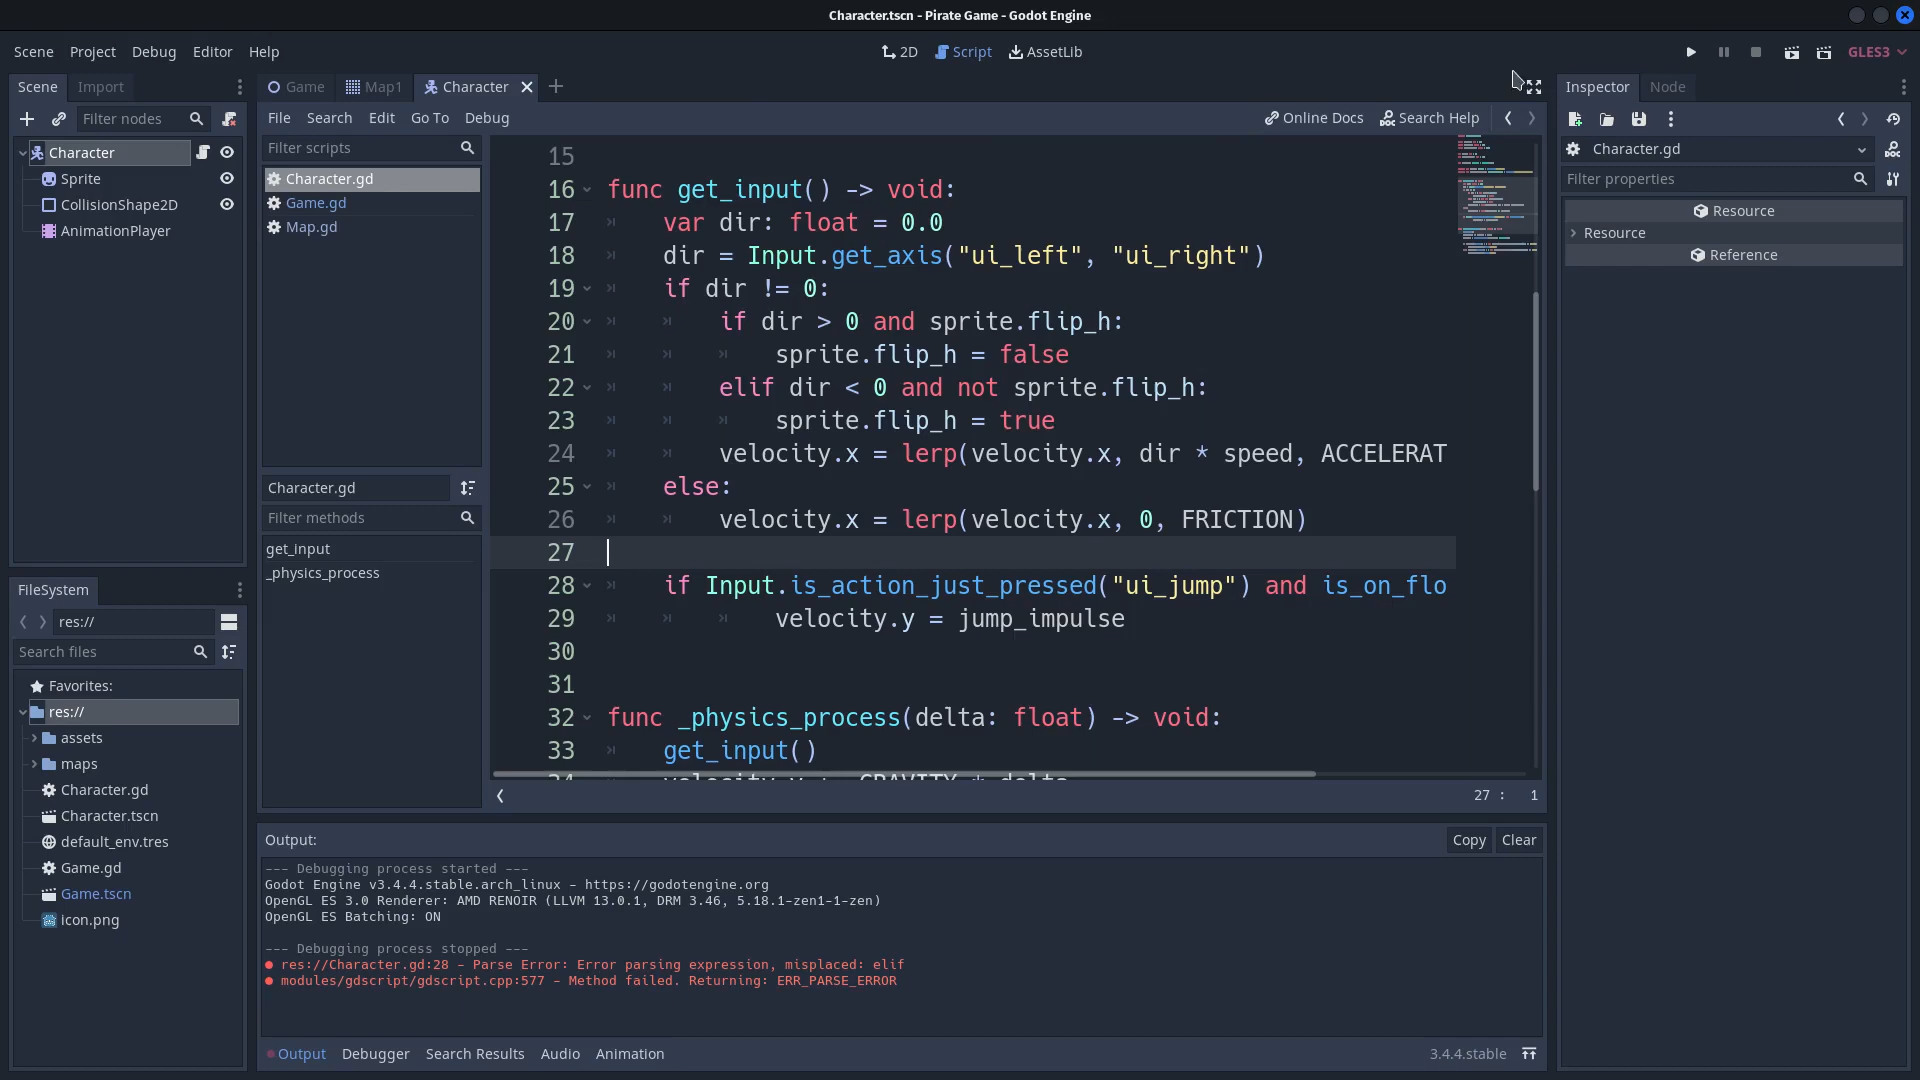 Character.tscn - Pirate Game - Godot Engine
Scene Project Debug Editor Help
2D Script AssetLib
GLES3
Scene Import
Filter nodes
Character
Sprite
CollisionShape2D
AnimationPlayer
FileSystem
res://
Search files
Favorites:
res://
assets
maps
Character.gd
Character.tscn
default_env.tres
Game.gd
Game.tscn
icon.png
Game Map1 Character
File Search Edit Go To Debug
Online Docs Search Help
Filter scripts
Character.gd
Game.gd
Map.gd
Character.gd
Filter methods
get_input
_physics_process
15
16 func get_input() -> void:
17 var dir: float = 0.0
18 dir = Input.get_axis("ui_left", "ui_right")
19 if dir != 0:
20 if dir > 0 and sprite.flip_h:
21 sprite.flip_h = false
22 elif dir < 0 and not sprite.flip_h:
23 sprite.flip_h = true
24 velocity.x = lerp(velocity.x, dir * speed, ACCELERAT
25 else:
26 velocity.x = lerp(velocity.x, 0, FRICTION)
27
28 if Input.is_action_just_pressed("ui_jump") and is_on_flo
29 velocity.y = jump_impulse
30
31
32 func _physics_process(delta: float) -> void:
33 get_input()
27 : 1
Output:
Copy Clear
--- Debugging process started ---
Godot Engine v3.4.4.stable.arch_linux - https://godotengine.org
OpenGL ES 3.0 Renderer: AMD RENOIR (LLVM 13.0.1, DRM 3.46, 5.18.1-zen1-1-zen)
OpenGL ES Batching: ON
--- Debugging process stopped ---
res://Character.gd:28 - Parse Error: Error parsing expression, misplaced: elif
modules/gdscript/gdscript.cpp:577 - Method failed. Returning: ERR_PARSE_ERROR
Output Debugger Search Results Audio Animation
3.4.4.stable
Inspector Node
Character.gd
Filter properties
Resource
Resource
Reference